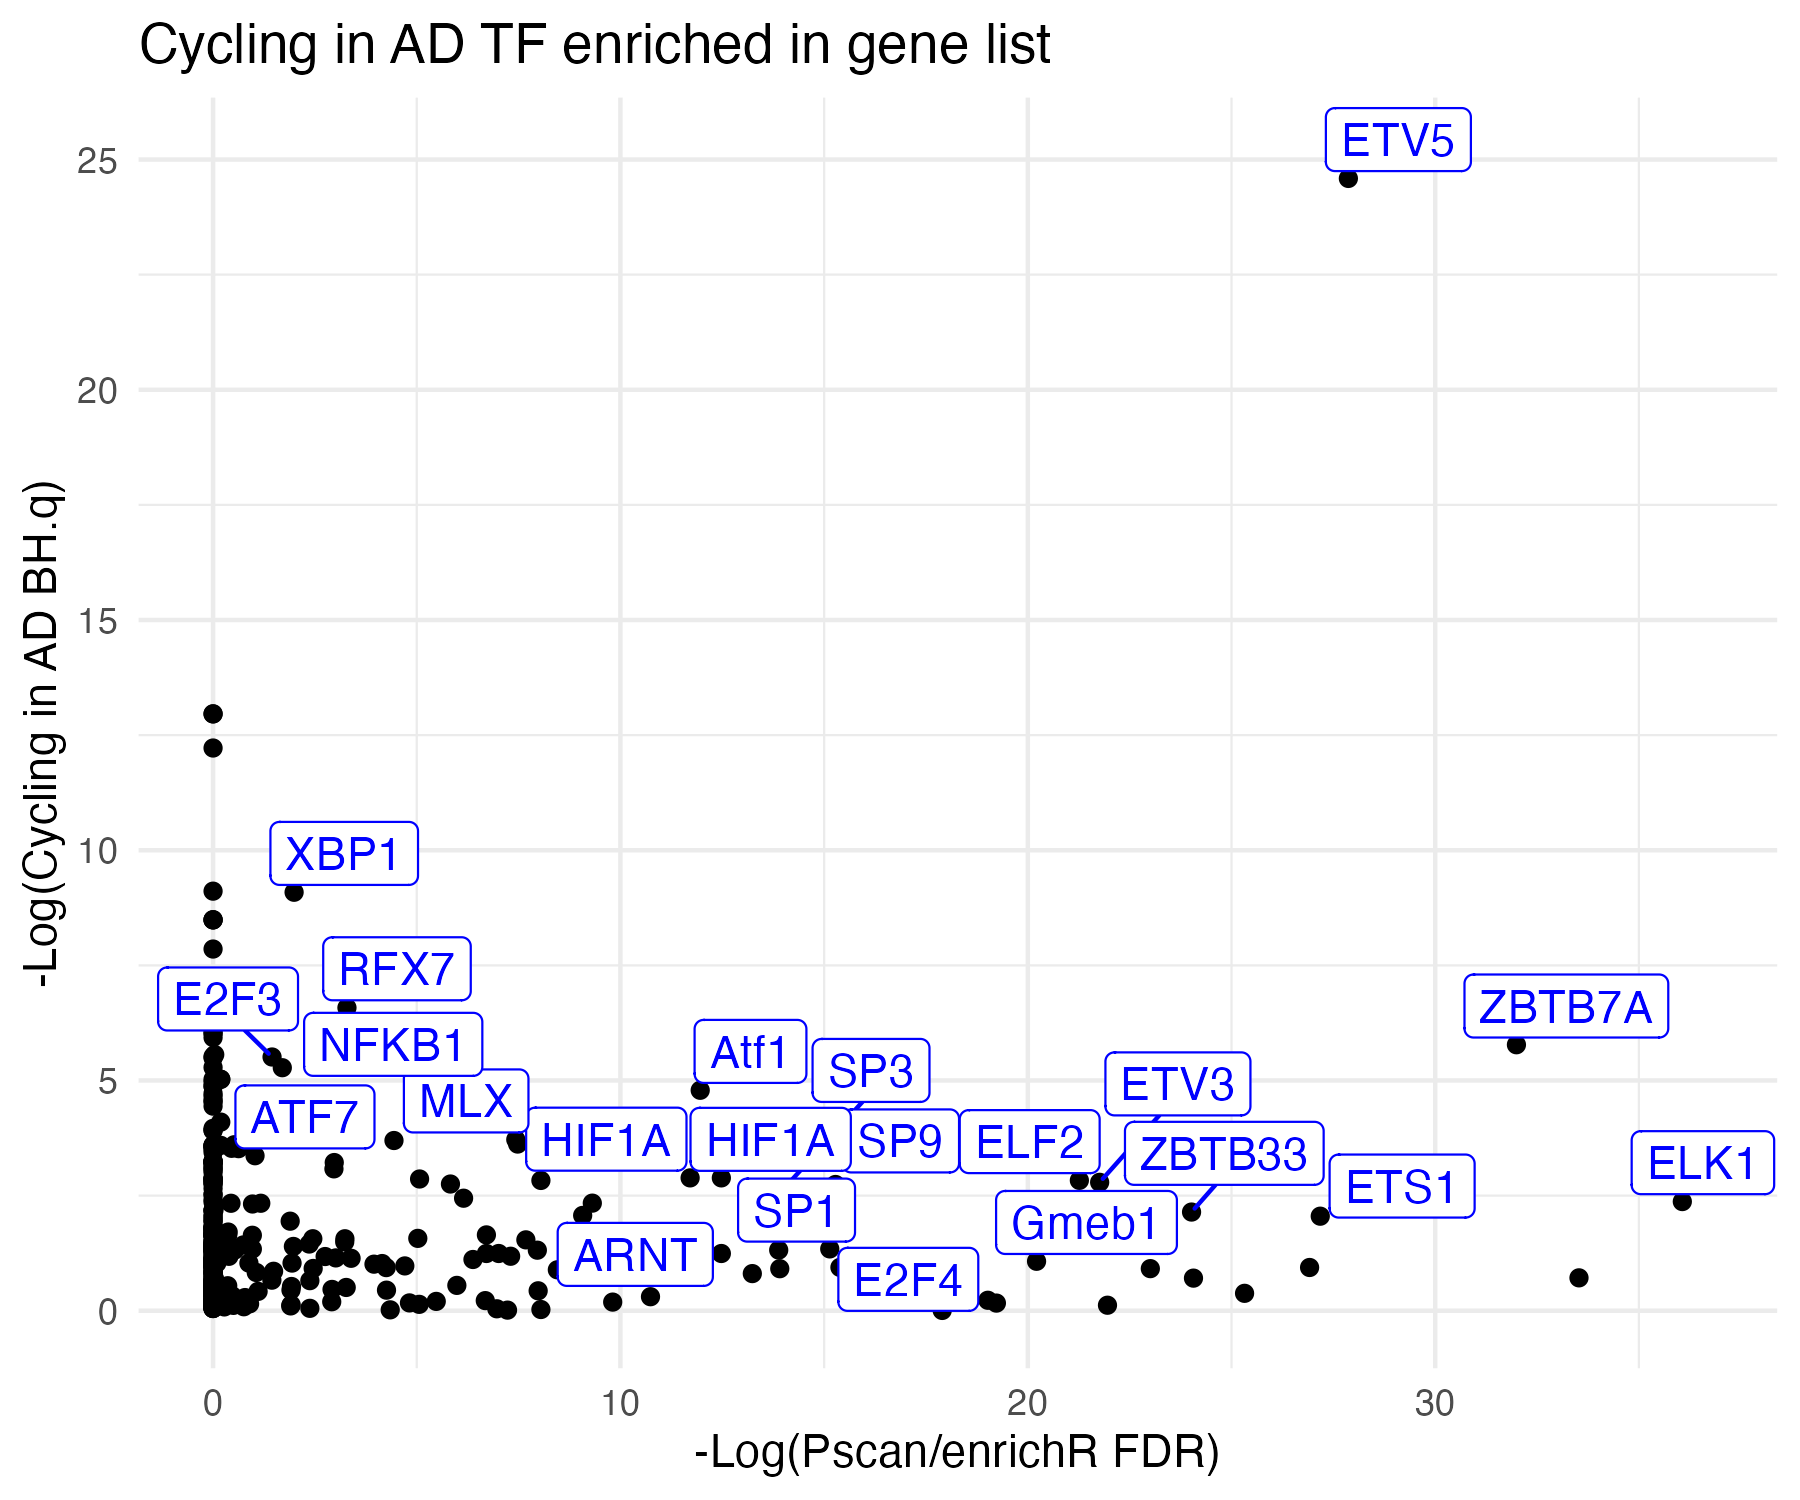 Cycling in AD TF enriched in gene list
-Log(Cycling in AD BH.q)
25
20
15
10
5
0
ETV5
XBP1
RFX7
E2F3
NFKB1
ZBTB7A
Atf1
SP3
MLX
ETV3
ATF7
HIF1A
HIF1A
SP9
ELF2
ZBTB33
ELK1
ETS1
SP1
Gmeb1
ARNT
E2F4
0
10
20
30
-Log(Pscan/enrichR FDR)